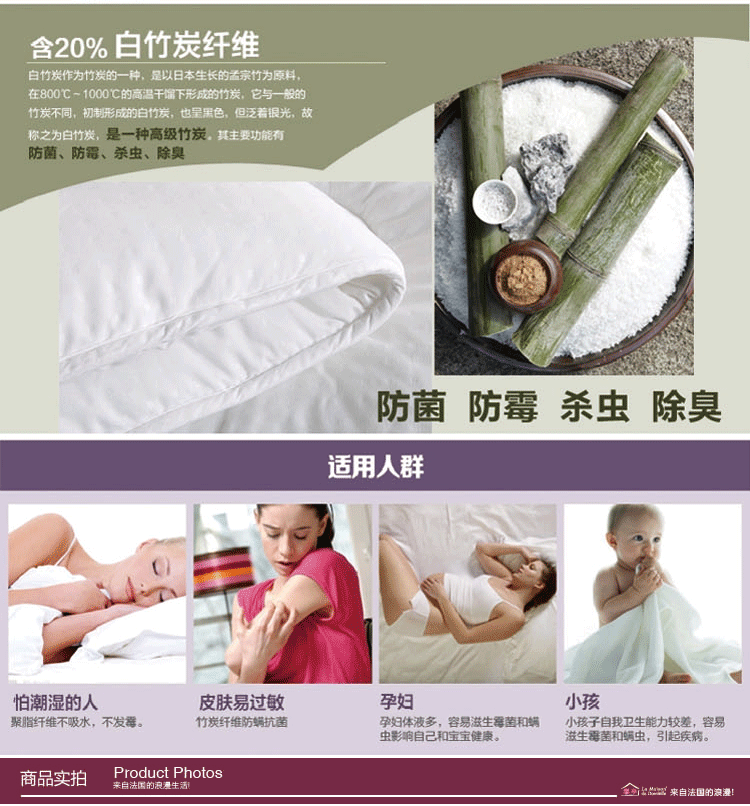 含20% 白竹炭纤维
白竹炭作为竹炭的一种，是以日本生长的孟宗竹为原料，
在800℃～1000℃的高温干馏下形成的竹炭，它与一般的
竹炭不同，初制形成的白竹炭，也呈黑色，但泛着银光，故
称之为白竹炭，是一种高级竹炭。其主要功能有
防菌、防霉、杀虫、除臭
防菌 防霉 杀虫 除臭
适用人群
怕潮湿的人
聚脂纤维不吸水，不发霉。
皮肤易过敏
竹炭纤维防螨抗菌
孕妇
孕妇体液多，容易滋生霉菌和螨
虫影响自己和宝宝健康。
小孩
小孩子自我卫生能力较差，容易
滋生霉菌和螨虫，引起疾病。
商品实拍
Product Photos
来自法国的浪漫生活!
来自法国的浪漫!